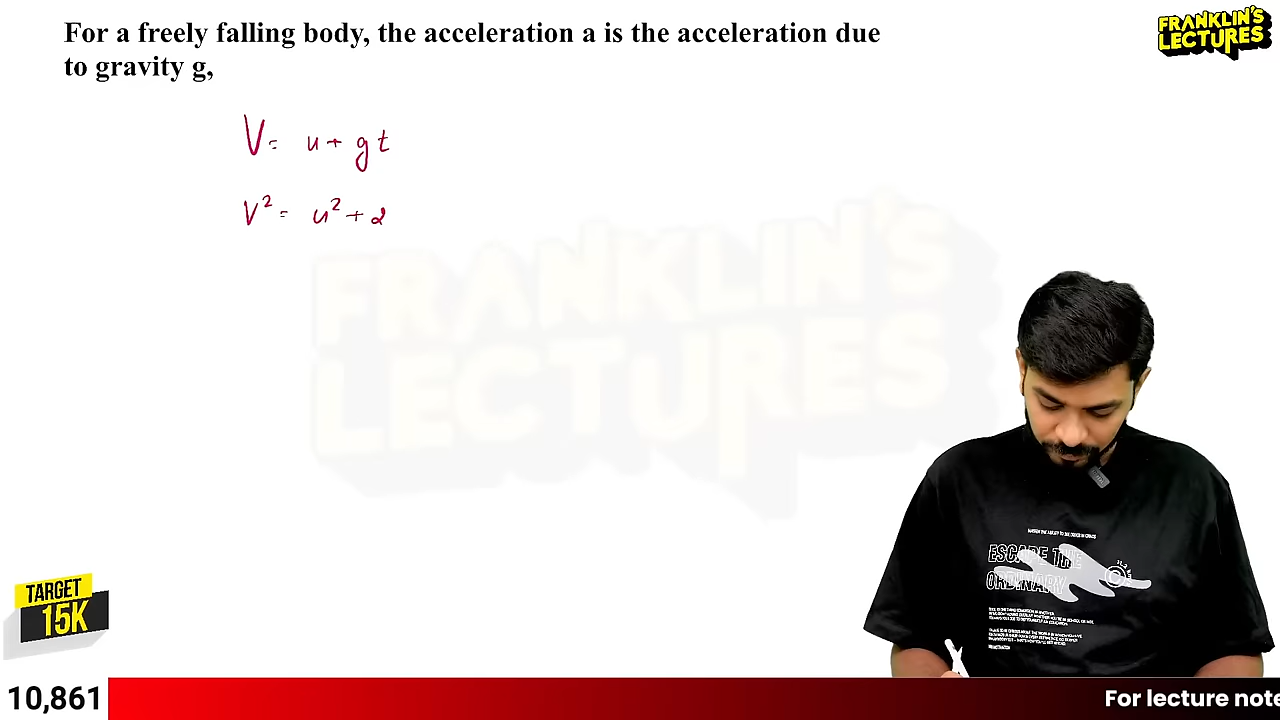 For a freely falling body, the acceleration a is the acceleration due
to gravity g,
V= u+gt
V²= u²+2
FRANKLIN'S
LECTURES
FRANKLIN'S
LECTURES
ESCAPE THE
ORDINARY
TARGET
15K
10,861
For lecture note